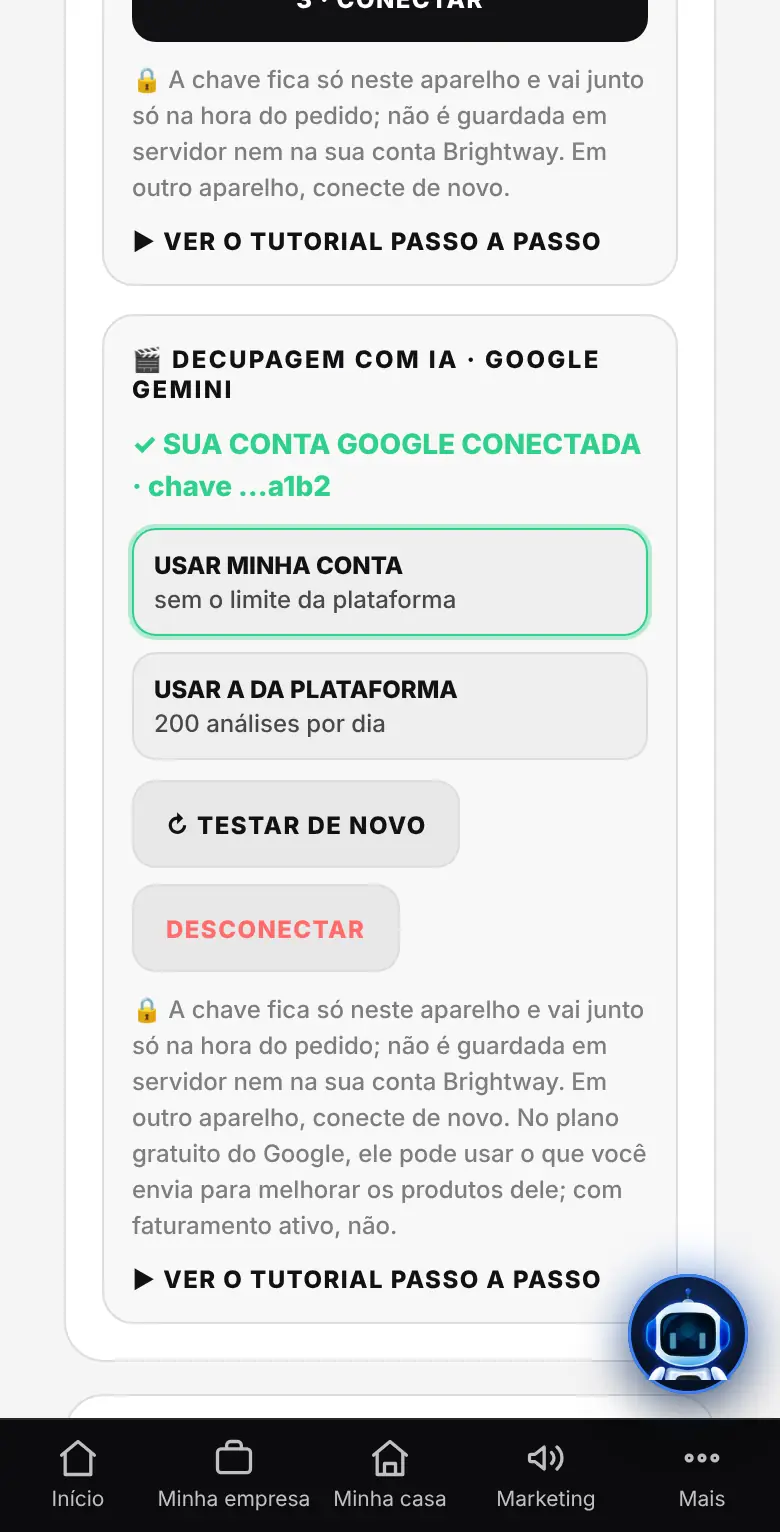 3 · CONECTAR
🔒 A chave fica só neste aparelho e vai junto
só na hora do pedido; não é guardada em
servidor nem na sua conta Brightway. Em
outro aparelho, conecte de novo.
▶ VER O TUTORIAL PASSO A PASSO
🎬 DECUPAGEM COM IA · GOOGLE
GEMINI
✓ SUA CONTA GOOGLE CONECTADA
· chave ...a1b2
USAR MINHA CONTA
sem o limite da plataforma
USAR A DA PLATAFORMA
200 análises por dia
↻ TESTAR DE NOVO
DESCONECTAR
🔒 A chave fica só neste aparelho e vai junto
só na hora do pedido; não é guardada em
servidor nem na sua conta Brightway. Em
outro aparelho, conecte de novo. No plano
gratuito do Google, ele pode usar o que você
envia para melhorar os produtos dele; com
faturamento ativo, não.
▶ VER O TUTORIAL PASSO A PASSO
Início
Minha empresa
Minha casa
Marketing
Mais